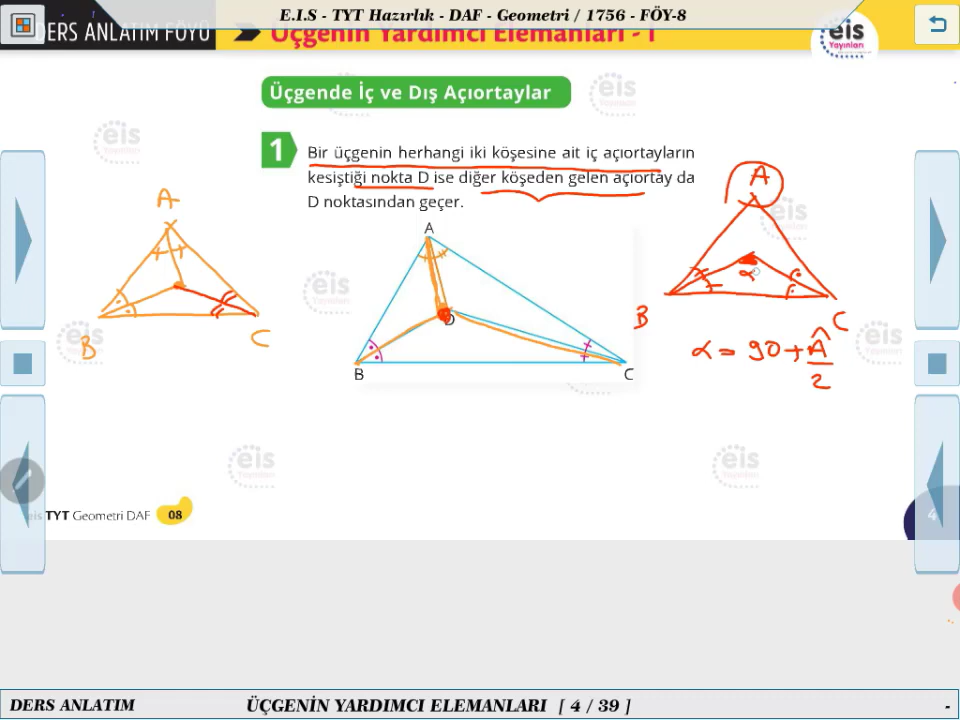 E.I.S - TYT Hazırlık - DAF - Geometri / 1756 - FÖY-8
DERS ANLATIM FÖYÜ
Üçgenin Yardımcı Elemanları - I
eis
Yayınları
Üçgende İç ve Dış Açıortaylar
1
Bir üçgenin herhangi iki köşesine ait iç açıortayların
kesiştiği nokta D ise diğer köşeden gelen açıortay da
D noktasından geçer.
A
B
C
A
D
B
C
A
α
B
C
α = 90 + Â/2
eis TYT Geometri DAF 08
4
DERS ANLATIM
ÜÇGENİN YARDIMCI ELEMANLARI [ 4 / 39 ]
-